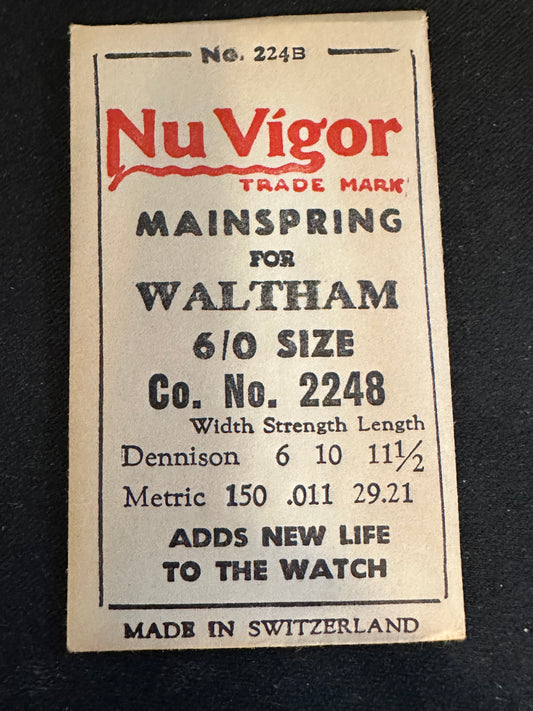 No. 224B
Nu Vígor
TRADE MARK
MAINSPRING
FOR
WALTHAM
6/0 SIZE
Co. No. 2248
Width Strength Length
Dennison 6 10 11½
Metric 150 .011 29.21
ADDS NEW LIFE
TO THE WATCH
MADE IN SWITZERLAND